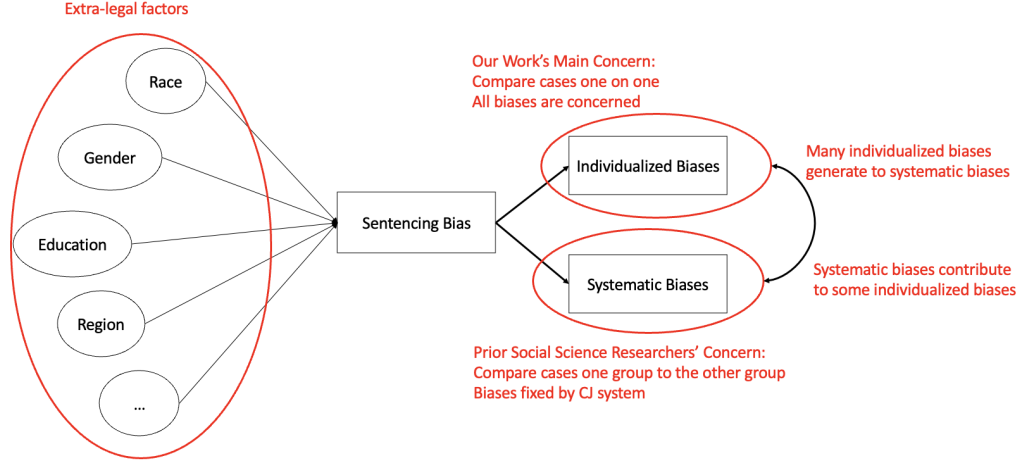 Extra-legal factors
Race
Gender
Education
Region
...
Sentencing Bias
Our Work's Main Concern:
Compare cases one on one
All biases are concerned
Individualized Biases
Systematic Biases
Prior Social Science Researchers' Concern:
Compare cases one group to the other group
Biases fixed by CJ system
Many individualized biases
generate to systematic biases
Systematic biases contribute
to some individualized biases